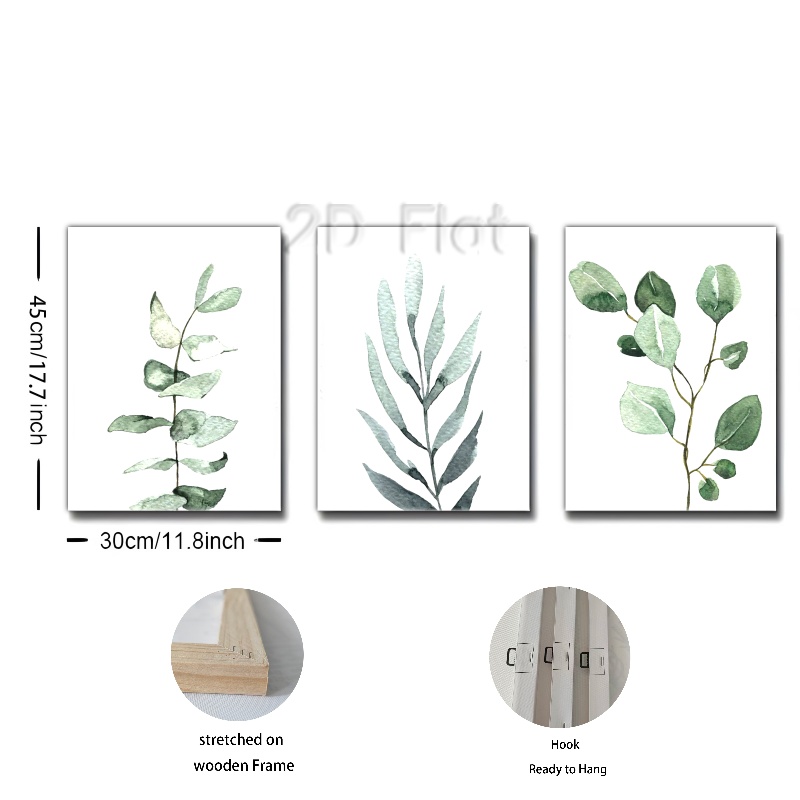 2D Flat
45cm/17.7inch
30cm/11.8inch
stretched on
wooden Frame
Hook
Ready to Hang